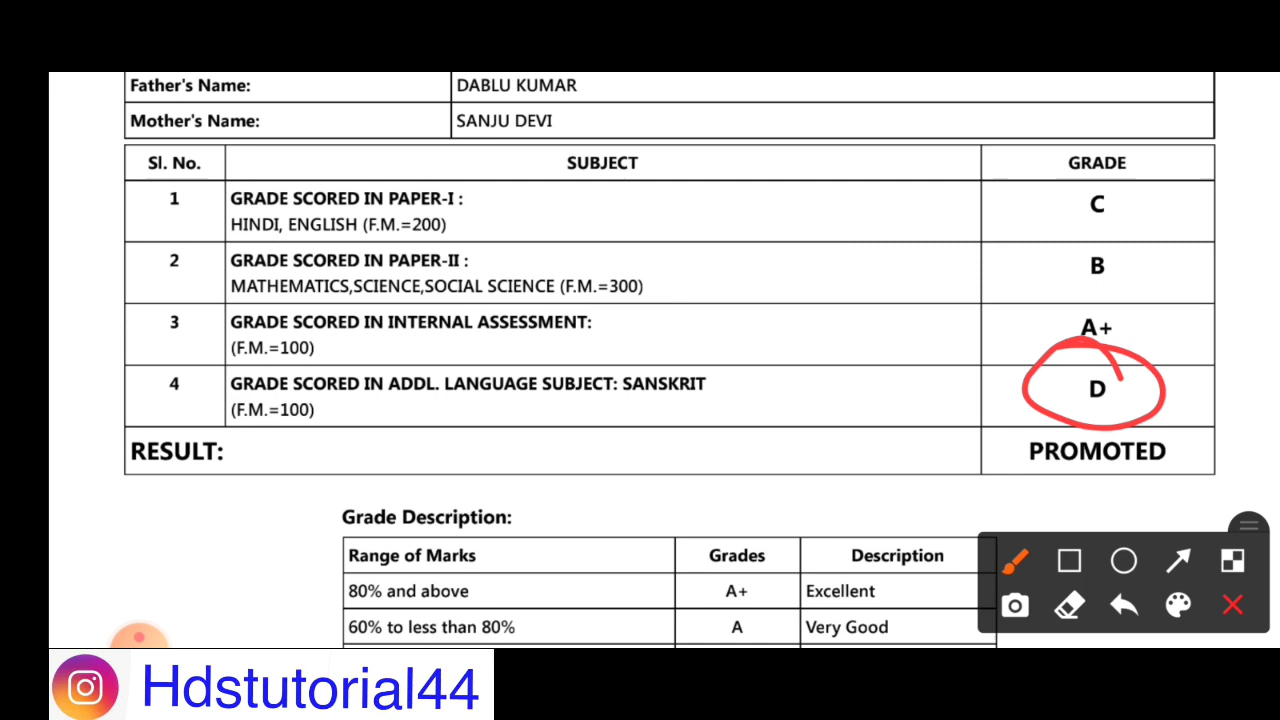 Father's Name: DABLU KUMAR
Mother's Name: SANJU DEVI
Sl. No. SUBJECT GRADE
1 GRADE SCORED IN PAPER-I : C
HINDI, ENGLISH (F.M.=200)
2 GRADE SCORED IN PAPER-II : B
MATHEMATICS,SCIENCE,SOCIAL SCIENCE (F.M.=300)
3 GRADE SCORED IN INTERNAL ASSESSMENT: A+
(F.M.=100)
4 GRADE SCORED IN ADDL. LANGUAGE SUBJECT: SANSKRIT D
(F.M.=100)
RESULT: PROMOTED
Grade Description:
Range of Marks Grades Description
80% and above A+ Excellent
60% to less than 80% A Very Good
Hdstutorial44